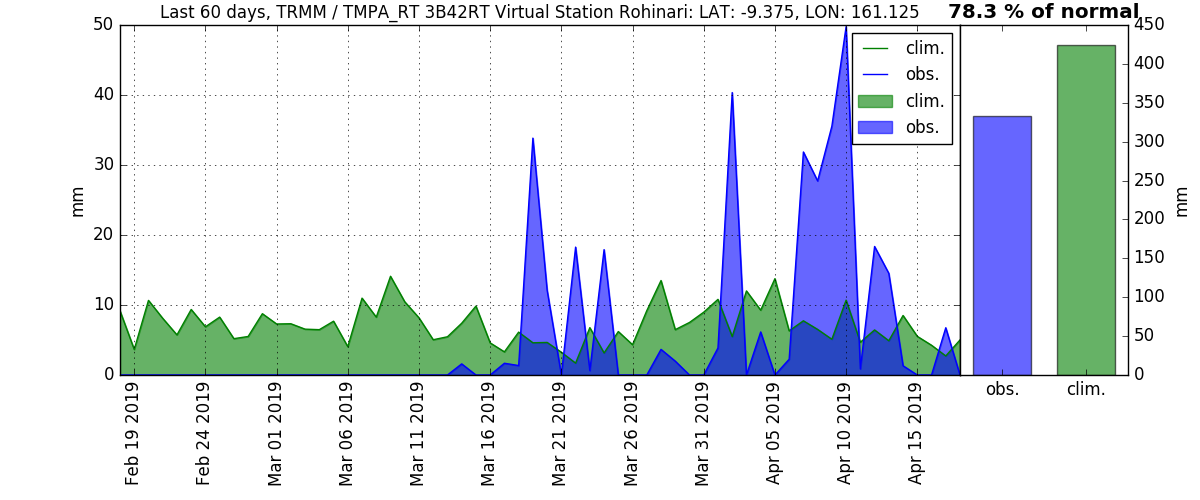 Last 60 days, TRMM / TMPA_RT 3B42RT Virtual Station Rohinari: LAT: -9.375, LON: 161.125
78.3 % of normal
50
40
30
20
10
0
mm
clim.
obs.
clim.
obs.
450
400
350
300
250
200
150
100
50
0
mm
obs.
clim.
Feb 19 2019
Feb 24 2019
Mar 01 2019
Mar 06 2019
Mar 11 2019
Mar 16 2019
Mar 21 2019
Mar 26 2019
Mar 31 2019
Apr 05 2019
Apr 10 2019
Apr 15 2019